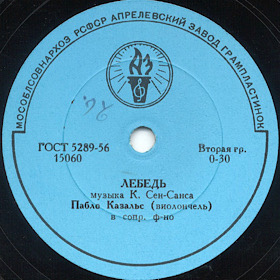 МОСОБЛСОВНАРХОЗ РСФСР АПРЕЛЕВСКИЙ ЗАВОД ГРАМПЛАСТИНОК
АЗ
ГОСТ 5289-56
15060
Вторая гр.
0-30
ЛЕБЕДЬ
музыка К. Сен-Санса
Пабло Казальс (виолончель)
в сопр. ф-но